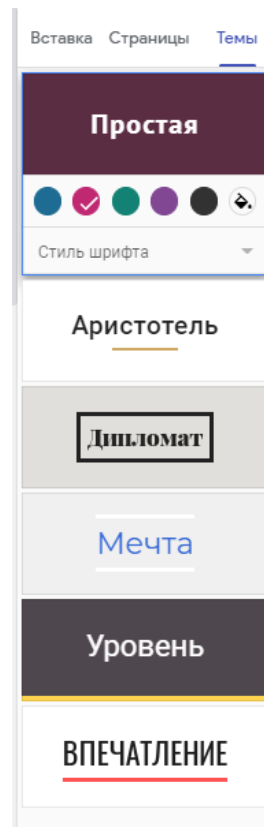 Вставка Страницы Темы
Простая
Стиль шрифта
Аристотель
Дипломат
Мечта
Уровень
ВПЕЧАТЛЕНИЕ